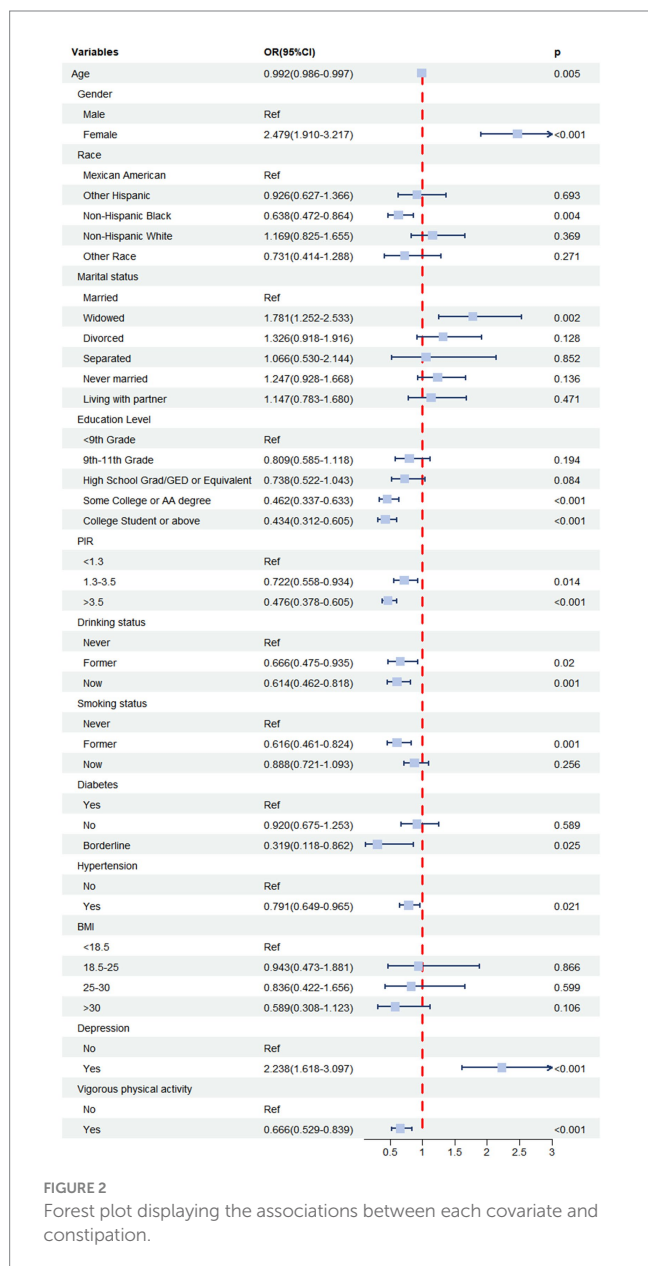 Variables OR(95%CI) p
Age 0.992(0.986-0.997) 0.005
Gender
Male Ref
Female 2.479(1.910-3.217) <0.001
Race
Mexican American Ref
Other Hispanic 0.926(0.627-1.366) 0.693
Non-Hispanic Black 0.638(0.472-0.864) 0.004
Non-Hispanic White 1.169(0.825-1.655) 0.369
Other Race 0.731(0.414-1.288) 0.271
Marital status
Married Ref
Widowed 1.781(1.252-2.533) 0.002
Divorced 1.326(0.918-1.916) 0.128
Separated 1.066(0.530-2.144) 0.852
Never married 1.247(0.928-1.668) 0.136
Living with partner 1.147(0.783-1.680) 0.471
Education Level
<9th Grade Ref
9th-11th Grade 0.809(0.585-1.118) 0.194
High School Grad/GED or Equivalent 0.738(0.522-1.043) 0.084
Some College or AA degree 0.462(0.337-0.633) <0.001
College Student or above 0.434(0.312-0.605) <0.001
PIR
<1.3 Ref
1.3-3.5 0.722(0.558-0.934) 0.014
>3.5 0.476(0.378-0.605) <0.001
Drinking status
Never Ref
Former 0.666(0.475-0.935) 0.02
Now 0.614(0.462-0.818) 0.001
Smoking status
Never Ref
Former 0.616(0.461-0.824) 0.001
Now 0.888(0.721-1.093) 0.256
Diabetes
Yes Ref
No 0.920(0.675-1.253) 0.589
Borderline 0.319(0.118-0.862) 0.025
Hypertension
No Ref
Yes 0.791(0.649-0.965) 0.021
BMI
<18.5 Ref
18.5-25 0.943(0.473-1.881) 0.866
25-30 0.836(0.422-1.656) 0.599
>30 0.589(0.308-1.123) 0.106
Depression
No Ref
Yes 2.238(1.618-3.097) <0.001
Vigorous physical activity
No Ref
Yes 0.666(0.529-0.839) <0.001
0.5 1 1.5 2 2.5 3
FIGURE 2
Forest plot displaying the associations between each covariate and
constipation.